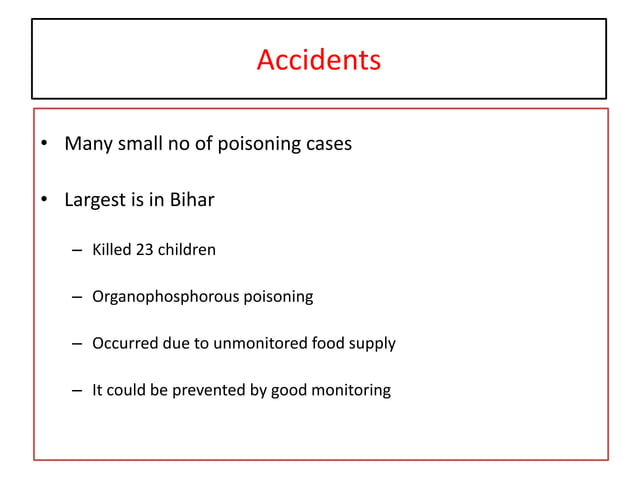 Accidents
• Many small no of poisoning cases
• Largest is in Bihar
– Killed 23 children
– Organophosphorous poisoning
– Occurred due to unmonitored food supply
– It could be prevented by good monitoring